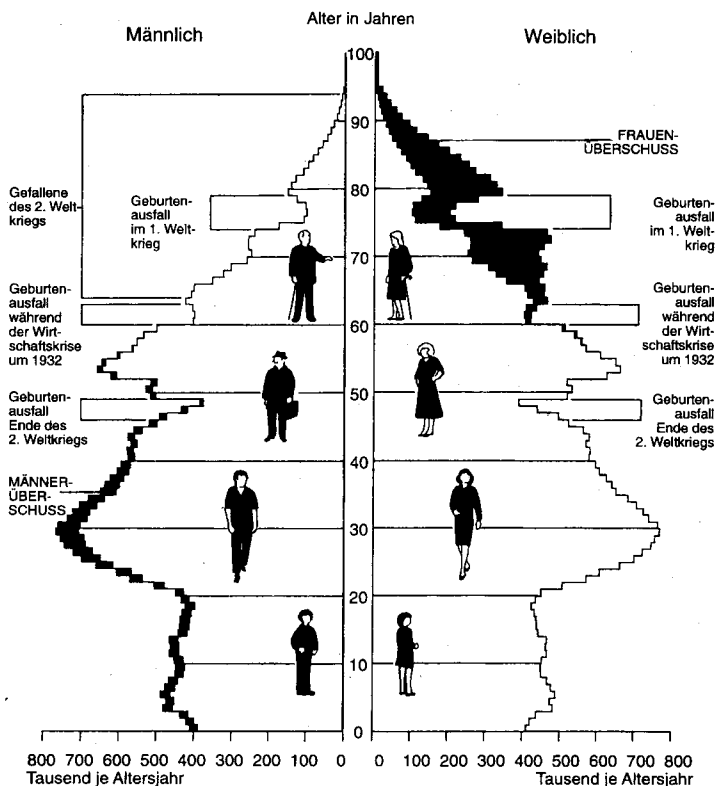 Alter in Jahren
Männlich
Weiblich
100
90
80
70
60
50
40
30
20
10
0
Gefallene
des 2. Welt-
kriegs
Geburten-
ausfall
im 1. Welt-
krieg
Geburten-
ausfall
während
der Wirt-
schaftskrise
um 1932
Geburten-
ausfall
Ende des
2. Weltkriegs
MÄNNER-
ÜBER-
SCHUSS
FRAUEN-
ÜBERSCHUSS
Geburten-
ausfall
im 1. Welt-
krieg
Geburten-
ausfall
während
der Wirt-
schaftskrise
um 1932
Geburten-
ausfall
Ende des
2. Weltkriegs
800 700 600 500 400 300 200 100 0
0 100 200 300 400 500 600 700 800
Tausend je Altersjahr
Tausend je Altersjahr